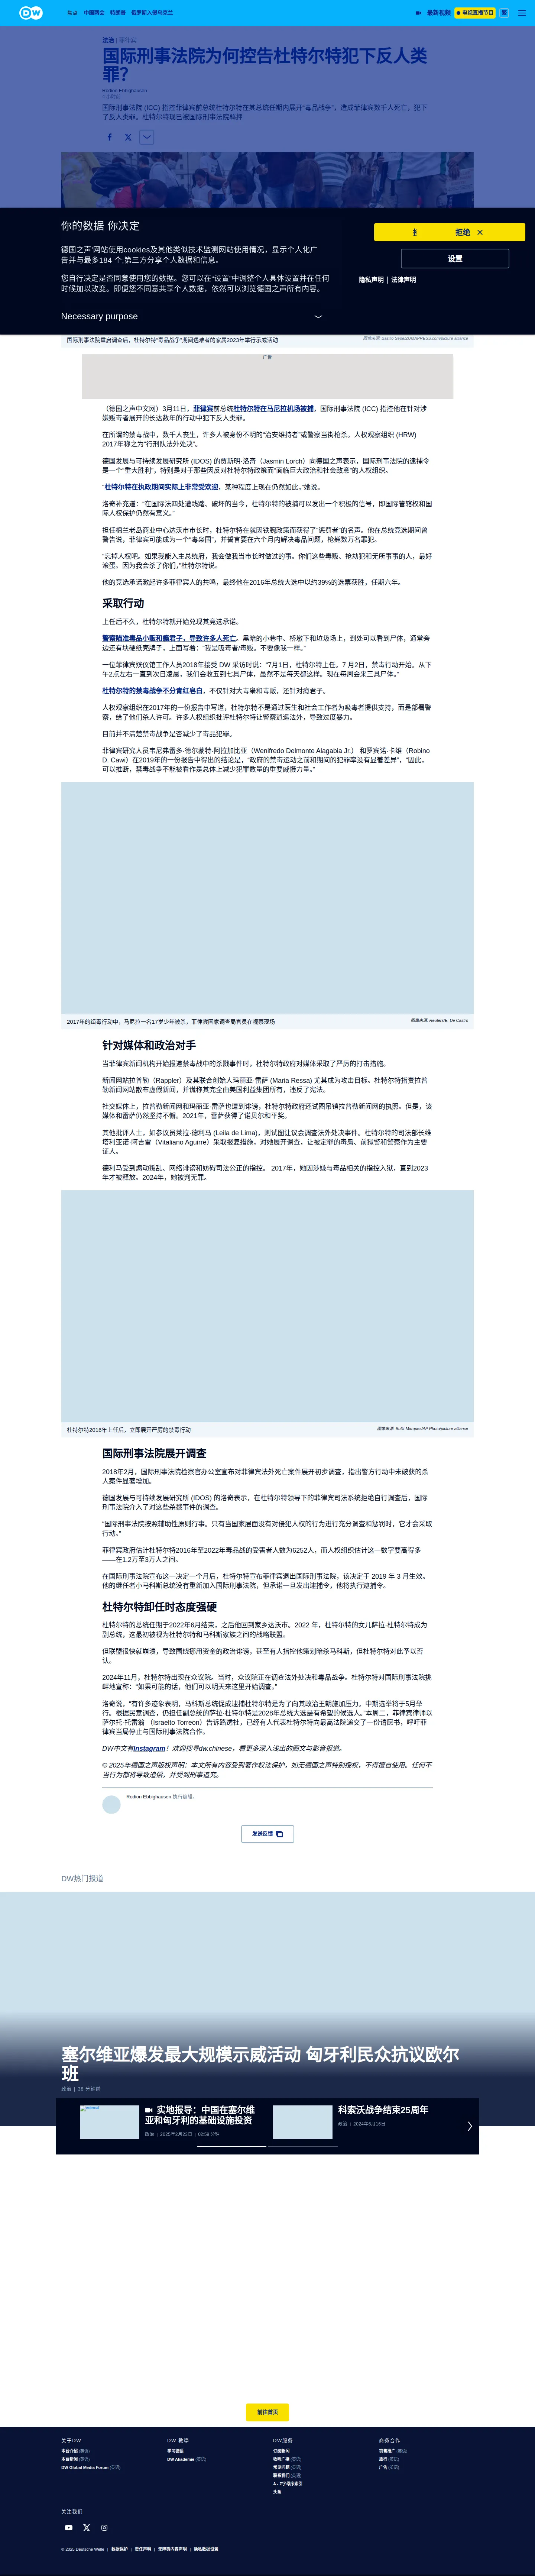 焦点 中国两会 特朗普 俄罗斯入侵乌克兰
最新视频 电视直播节目 繁
法治 | 菲律宾
国际刑事法院为何控告杜特尔特犯下反人类
罪？
Rodion Ebbighausen
国际刑事法院 (ICC) 指控菲律宾前总统杜特尔特在其总统任期内展开“毒品战争”，造成菲律宾数千人死亡，犯下
了反人类罪。杜特尔特现已被国际刑事法院羁押
你的数据 你决定
德国之声网站使用cookies及其他类似技术监测网站使用情况，显示个人化广
告并与最多184 个;第三方分享个人数据和信息。
您自行决定是否同意使用您的数据。您可以在“设置”中调整个人具体设置并在任何
时候加以改变。即便您不同意共享个人数据，依然可以浏览德国之声所有内容。
Necessary purpose
拒绝
设置
隐私声明 | 法律声明
国际刑事法院重启调查后，杜特尔特“毒品战争”期间遇难者的家属2023年举行示威活动
广告
（德国之声中文网）3月11日，菲律宾前总统杜特尔特在马尼拉机场被捕，国际刑事法院 (ICC) 指控他在针对涉
嫌贩毒者展开的长达数年的行动中犯下反人类罪。
在所谓的禁毒战中，数千人丧生，许多人被身份不明的“治安维持者”或警察当街枪杀。人权观察组织 (HRW)
2017年称之为“行刑队法外处决”。
德国发展与可持续发展研究所 (IDOS) 的贾斯明·洛奇（Jasmin Lorch）向德国之声表示，国际刑事法院的逮捕令
是一个“重大胜利”，特别是对于那些因反对杜特尔特政策而“面临巨大政治和社会敌意”的人权组织。
“杜特尔特在执政期间实际上非常受欢迎，某种程度上现在仍然如此,”她说。
洛奇补充道：“在国际法四处遭践踏、破坏的当今，杜特尔特的被捕可以发出一个积极的信号，即国际管辖权和国
际人权保护仍然有意义。”
担任棉兰老岛商业中心达沃市市长时，杜特尔特在就因铁腕政策而获得了“惩罚者”的名声。他在总统竞选期间曾
警告说，菲律宾可能成为一个“毒枭国”，并誓言要在六个月内解决毒品问题，枪毙数万名罪犯。
“忘掉人权吧。如果我能入主总统府，我会做我当市长时做过的事。你们这些毒贩、抢劫犯和无所事事的人，最好
滚蛋。因为我会杀了你们,”杜特尔特说。
他的竞选承诺激起许多菲律宾人的共鸣，最终他在2016年总统大选中以约39%的选票获胜，任期六年。
采取行动
上任后不久，杜特尔特就开始兑现其竞选承诺。
警察瞄准毒品小贩和瘾君子，导致许多人死亡。黑暗的小巷中、桥墩下和垃圾场上，到处可以看到尸体，通常旁
边还有块硬纸壳牌子，上面写着：“我是吸毒者/毒贩。不要像我一样。”
一位菲律宾殡仪馆工作人员2018年接受 DW 采访时说：“7月1日，杜特尔特上任。7 月2日，禁毒行动开始。从下
午2点左右一直到次日凌晨，我们会收五到七具尸体，虽然不是每天都这样。现在每周会来三具尸体。”
杜特尔特的禁毒战争不分青红皂白，不仅针对大毒枭和毒贩，还针对瘾君子。
人权观察组织在2017年的一份报告中写道，杜特尔特不是通过医生和社会工作者为吸毒者提供支持，而是部署警
察，给了他们杀人许可。许多人权组织批评杜特尔特让警察逍遥法外，导致过度暴力。
目前并不清楚禁毒战争是否减少了毒品犯罪。
菲律宾研究人员韦尼弗雷多·德尔蒙特·阿拉加比亚（Wenifredo Delmonte Alagabia Jr.） 和罗宾诺·卡维（Robino
D. Cawi）在2019年的一份报告中得出的结论是，“政府的禁毒运动之前和期间的犯罪率没有显著差异”，“因此，
可以推断，禁毒战争不能被看作是总体上减少犯罪数量的重要威慑力量。”
2017年的缉毒行动中，马尼拉一名17岁少年被杀，菲律宾国家调查局官员在视察现场
图像来源: Reuters/E. De Castro
针对媒体和政治对手
当菲律宾新闻机构开始报道禁毒战中的杀戮事件时，杜特尔特政府对媒体采取了严厉的打击措施。
新闻网站拉普勒（Rappler）及其联合创始人玛丽亚·雷萨 (Maria Ressa) 尤其成为攻击目标。杜特尔特指责拉普
勒新闻网站散布虚假新闻，并谎称其完全由美国利益集团所有，违反了宪法。
社交媒体上，拉普勒新闻网和玛丽亚·雷萨也遭到诽谤，杜特尔特政府还试图吊销拉普勒新闻网的执照。但是，该
媒体和雷萨仍然坚持不懈。2021年，雷萨获得了诺贝尔和平奖。
其他批评人士，如参议员莱拉·德利马 (Leila de Lima)，则试图让议会调查法外处决事件。杜特尔特的司法部长维
塔利亚诺·阿吉雷（Vitaliano Aguirre）采取报复措施，对她展开调查，让被定罪的毒枭、前狱警和警察作为主要
证人。
德利马受到煽动叛乱、网络诽谤和妨碍司法公正的指控。 2017年，她因涉嫌与毒品相关的指控入狱，直到2023
年才被释放。2024年，她被判无罪。
杜特尔特2016年上任后，立即展开严厉的禁毒行动
图像来源: Bullit Marquez/AP Photo/picture alliance
国际刑事法院展开调查
2018年2月，国际刑事法院检察官办公室宣布对菲律宾法外死亡案件展开初步调查，指出警方行动中未破获的杀
人案件显著增加。
德国发展与可持续发展研究所 (IDOS) 的洛奇表示，在杜特尔特领导下的菲律宾司法系统拒绝自行调查后，国际
刑事法院介入了对这些杀戮事件的调查。
“国际刑事法院按照辅助性原则行事。只有当国家层面没有对侵犯人权的行为进行充分调查和惩罚时，它才会采取
行动。”
菲律宾政府估计杜特尔特2016年至2022年毒品战的受害者人数为6252人，而人权组织估计这一数字要高得多
——在1.2万至3万人之间。
在国际刑事法院宣布这一决定一个月后，杜特尔特宣布菲律宾退出国际刑事法院，该决定于 2019 年 3 月生效。
他的继任者小马科斯总统没有重新加入国际刑事法院，但承诺一旦发出逮捕令，他将执行逮捕令。
杜特尔特卸任时态度强硬
杜特尔特的总统任期于2022年6月结束，之后他回到家乡达沃市。2022 年，杜特尔特的女儿萨拉·杜特尔特成为
副总统，这最初被视为杜特尔特和马科斯家族之间的战略联盟。
但联盟很快就崩溃，导致围绕挪用资金的政治诽谤，甚至有人指控他策划暗杀马科斯，但杜特尔特对此予以否
认。
2024年11月，杜特尔特出现在众议院。当时，众议院正在调查法外处决和毒品战争。杜特尔特对国际刑事法院挑
衅地宣称：“如果可能的话，他们可以明天来这里开始调查。”
洛奇说，“有许多迹象表明，马科斯总统促成逮捕杜特尔特是为了向其政治王朝施加压力。中期选举将于5月举
行。根据民意调查，仍担任副总统的萨拉·杜特尔特是2028年总统大选最有希望的候选人。”本周二，菲律宾律师以
萨尔托·托雷翁 （Israelto Torreon）告诉路透社，已经有人代表杜特尔特向最高法院递交了一份请愿书，呼吁菲
律宾当局停止与国际刑事法院合作。
DW中文有Instagram！欢迎搜寻dw.chinese，看更多深入浅出的图文与影音报道。
© 2025年德国之声版权声明：本文所有内容受到著作权法保护，如无德国之声特别授权，不得擅自使用。任何不
当行为都将导致追偿，并受到刑事追究。
Rodion Ebbighausen 执行编辑。
发送反馈
DW热门报道
塞尔维亚爆发最大规模示威活动 匈牙利民众抗议欧尔
班
政治 | 38 分钟前
实地报导：中国在塞尔维
亚和匈牙利的基础设施投资
政治 | 2025年2月23日 | 02:59 分钟
科索沃战争结束25周年
政治 | 2024年6月10日
前往首页
关于DW
本台介绍 (英语)
本台新闻 (英语)
DW Global Media Forum (英语)
DW 教学
学习德语
DW Akademie (英语)
DW服务
订阅新闻
收听广播 (英语)
常见问题 (英语)
联系我们 (英语)
A - Z字母序索引
头条
商务合作
销售推广 (英语)
旅行 (英语)
广告 (英语)
关注我们
© 2025 Deutsche Welle | 数据保护 | 责任声明 | 无障碍内容声明 | 隐私数据设置